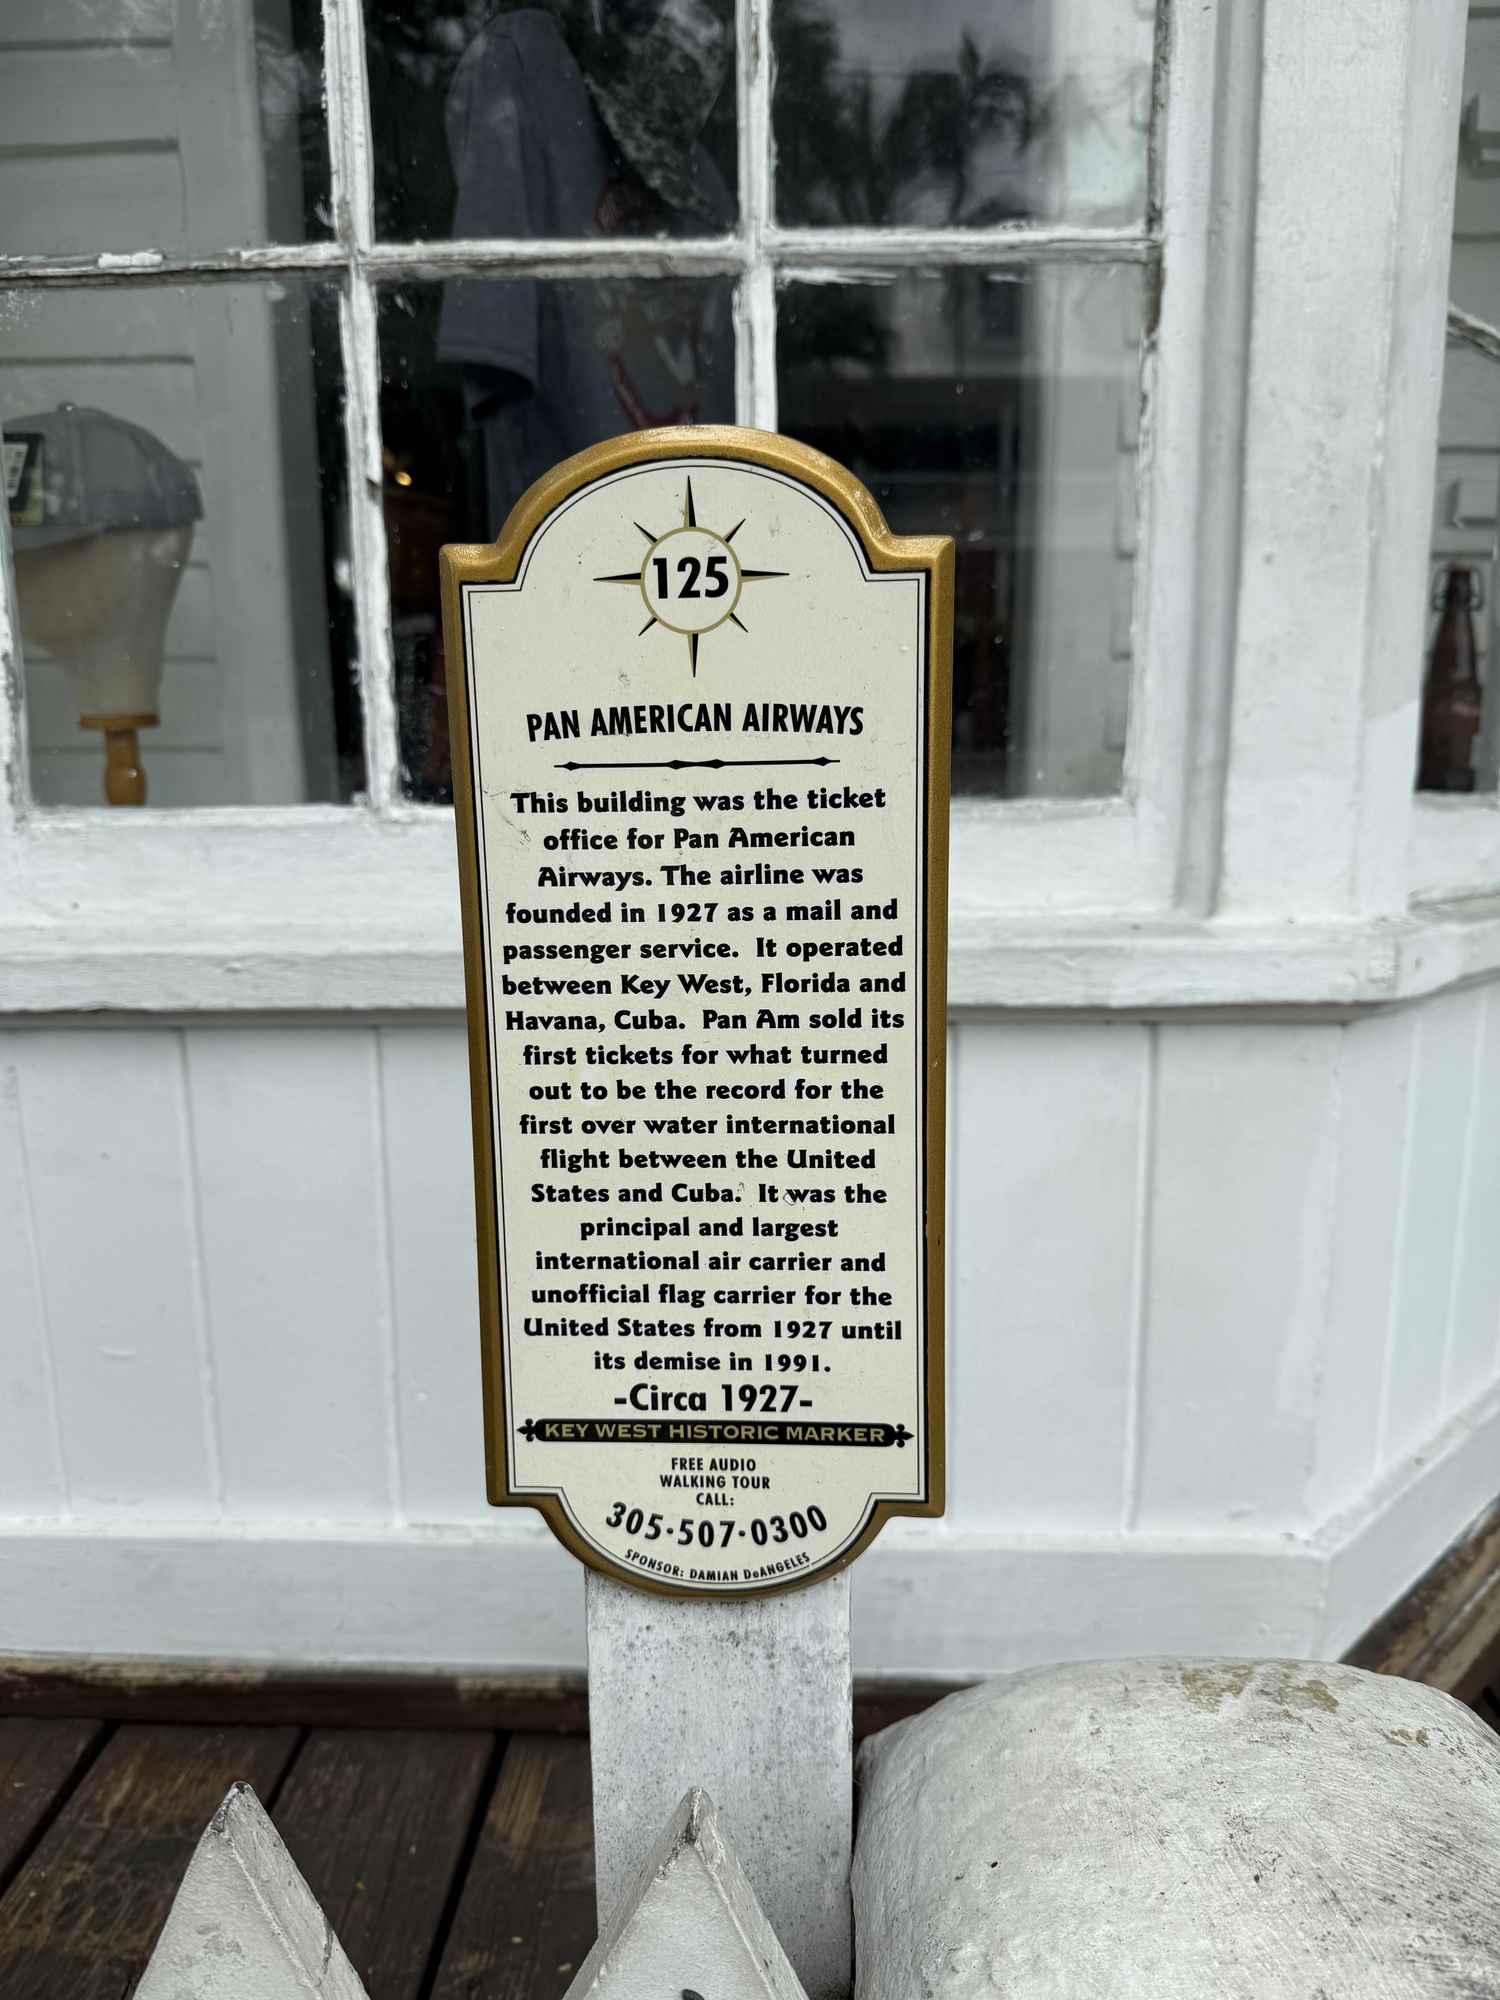 125
PAN AMERICAN AIRWAYS
This building was the ticket
office for Pan American
Airways. The airline was
founded in 1927 as a mail and
passenger service. It operated
between Key West, Florida and
Havana, Cuba. Pan Am sold its
first tickets for what turned
out to be the record for the
first over water international
flight between the United
States and Cuba. It was the
principal and largest
international air carrier and
unofficial flag carrier for the
United States from 1927 until
its demise in 1991.
-Circa 1927-
KEY WEST HISTORIC MARKER
FREE AUDIO
WALKING TOUR
CALL:
305·507·0300
SPONSOR: DAMIAN DeANGELES